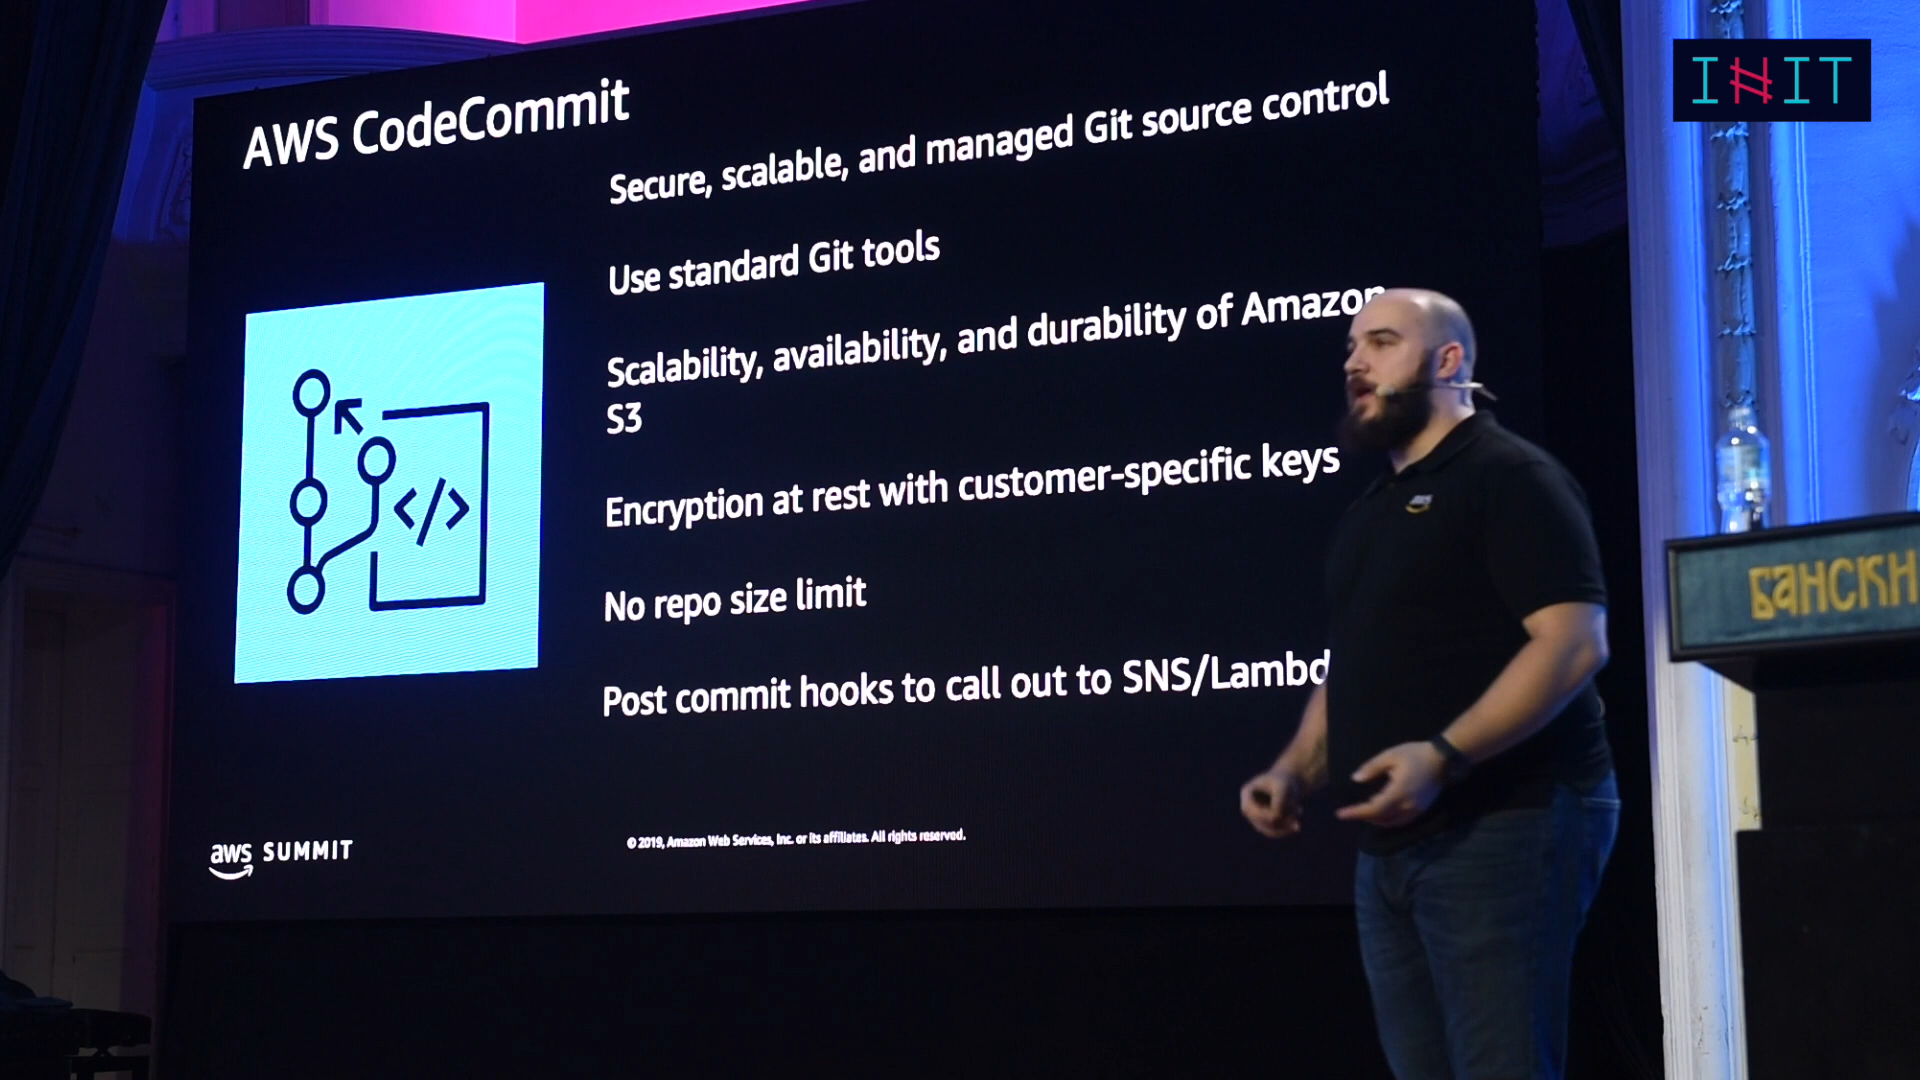 INIT
AWS CodeCommit
Secure, scalable, and managed Git source control
Use standard Git tools
Scalability, availability, and durability of Amazon
S3
Encryption at rest with customer-specific keys
No repo size limit
Post commit hooks to call out to SNS/Lambd
</>
aws SUMMIT
© 2019, Amazon Web Services, Inc. or its affiliates. All rights reserved.
aws
БАНСКИ